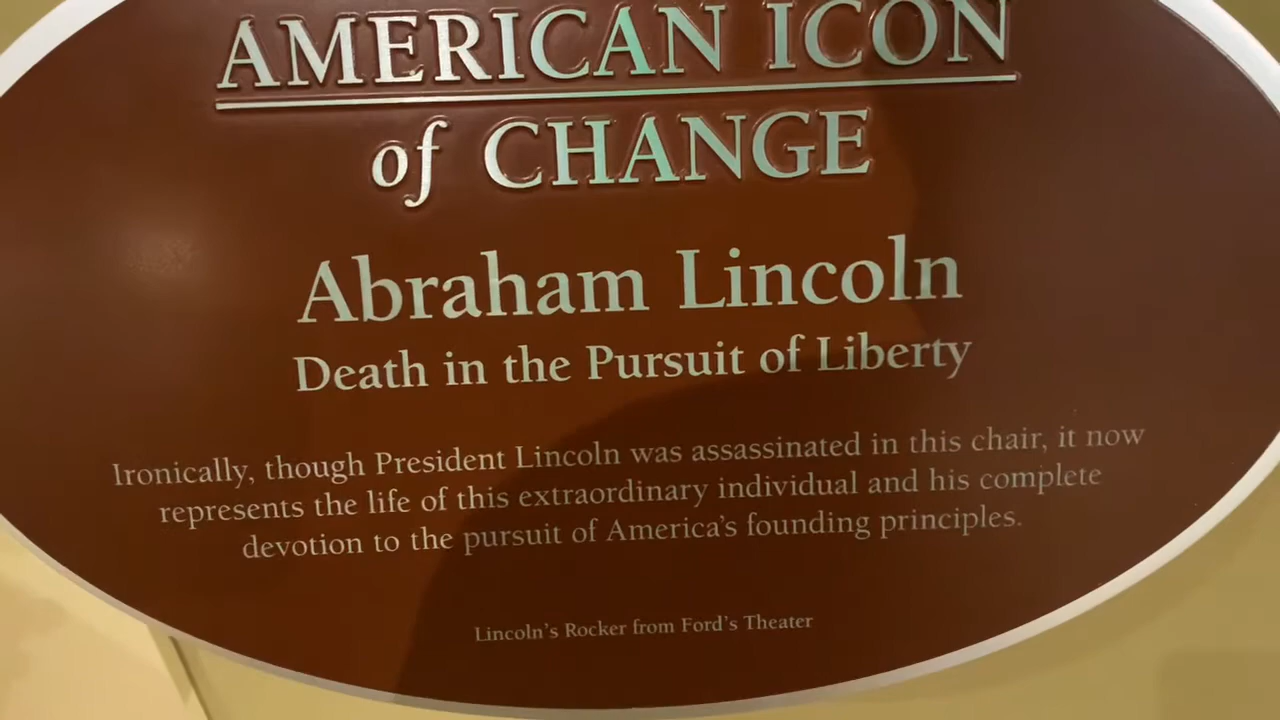 AMERICAN ICON
of CHANGE
Abraham Lincoln
Death in the Pursuit of Liberty
Ironically, though President Lincoln was assassinated in this chair, it now
represents the life of this extraordinary individual and his complete
devotion to the pursuit of America's founding principles.
Lincoln's Rocker from Ford's Theater